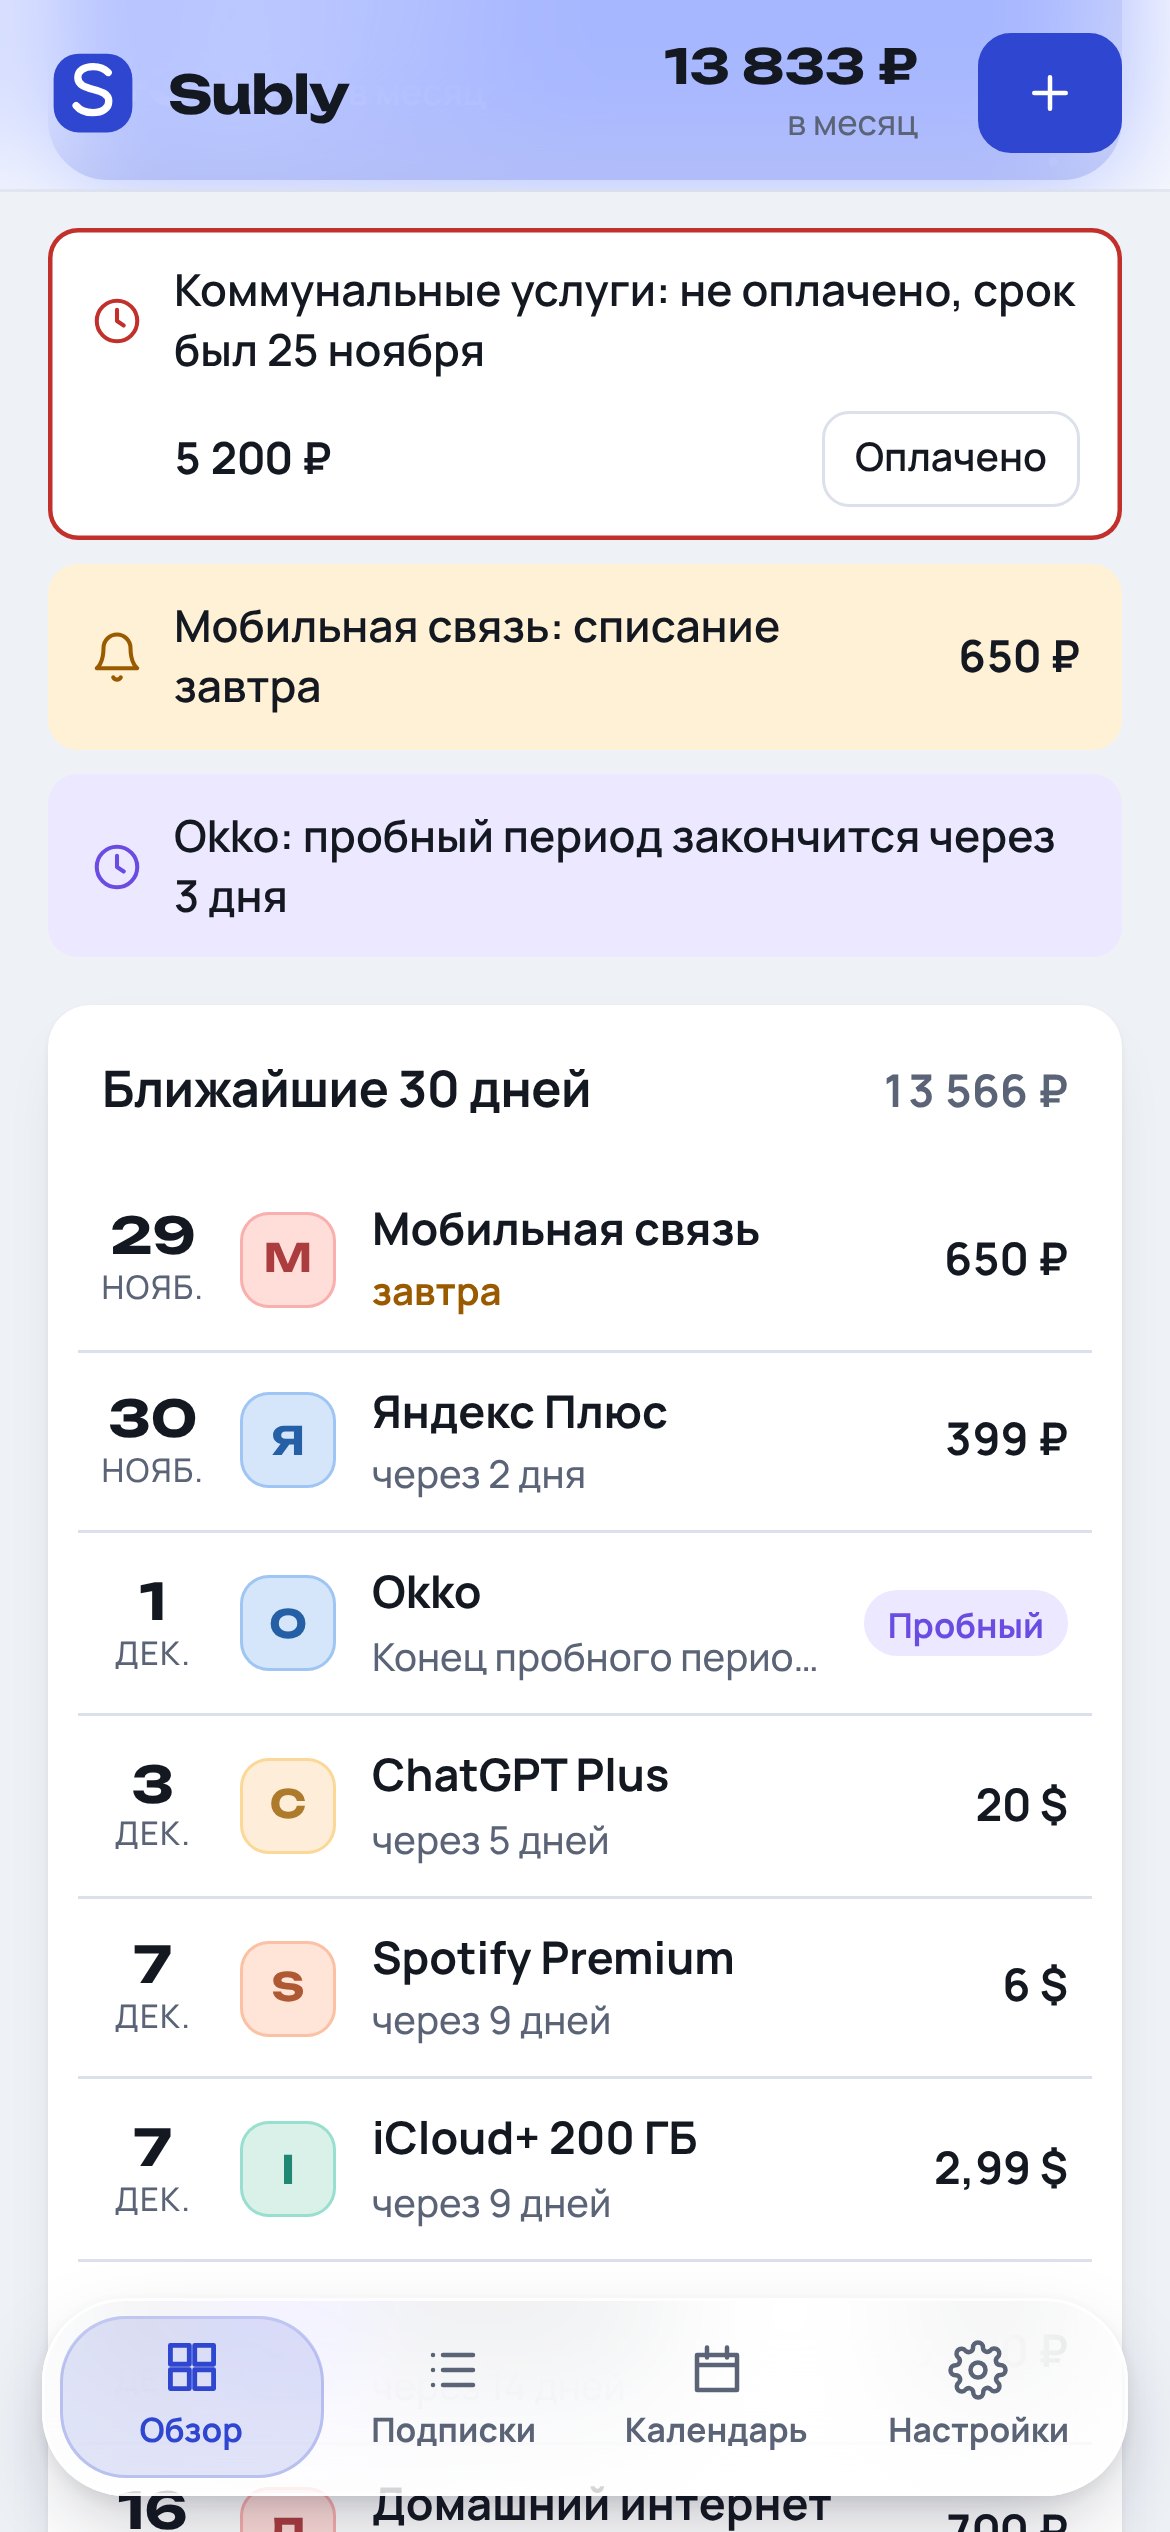 S Subly
13 833 ₽
в месяц
Коммунальные услуги: не оплачено, срок
был 25 ноября
5 200 ₽
Оплачено
Мобильная связь: списание
завтра
650 ₽
Okko: пробный период закончится через
3 дня
Ближайшие 30 дней
13 566 ₽
29
НОЯБ.
М
Мобильная связь
завтра
650 ₽
30
НОЯБ.
Я
Яндекс Плюс
через 2 дня
399 ₽
1
ДЕК.
O
Okko
Конец пробного перио...
Пробный
3
ДЕК.
C
ChatGPT Plus
через 5 дней
20 $
7
ДЕК.
S
Spotify Premium
через 9 дней
6 $
7
ДЕК.
I
iCloud+ 200 ГБ
через 9 дней
2,99 $
через 14 дней
Обзор
Подписки
Календарь
Настройки
16
Домашний интернет
700 ₽